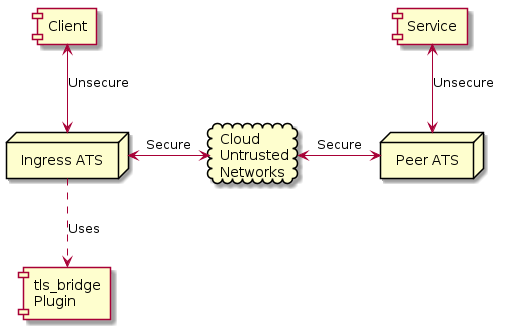 Client
Service
Unsecure
Unsecure
Ingress ATS
Secure
Cloud
Untrusted
Networks
Secure
Peer ATS
Uses
tls_bridge
Plugin